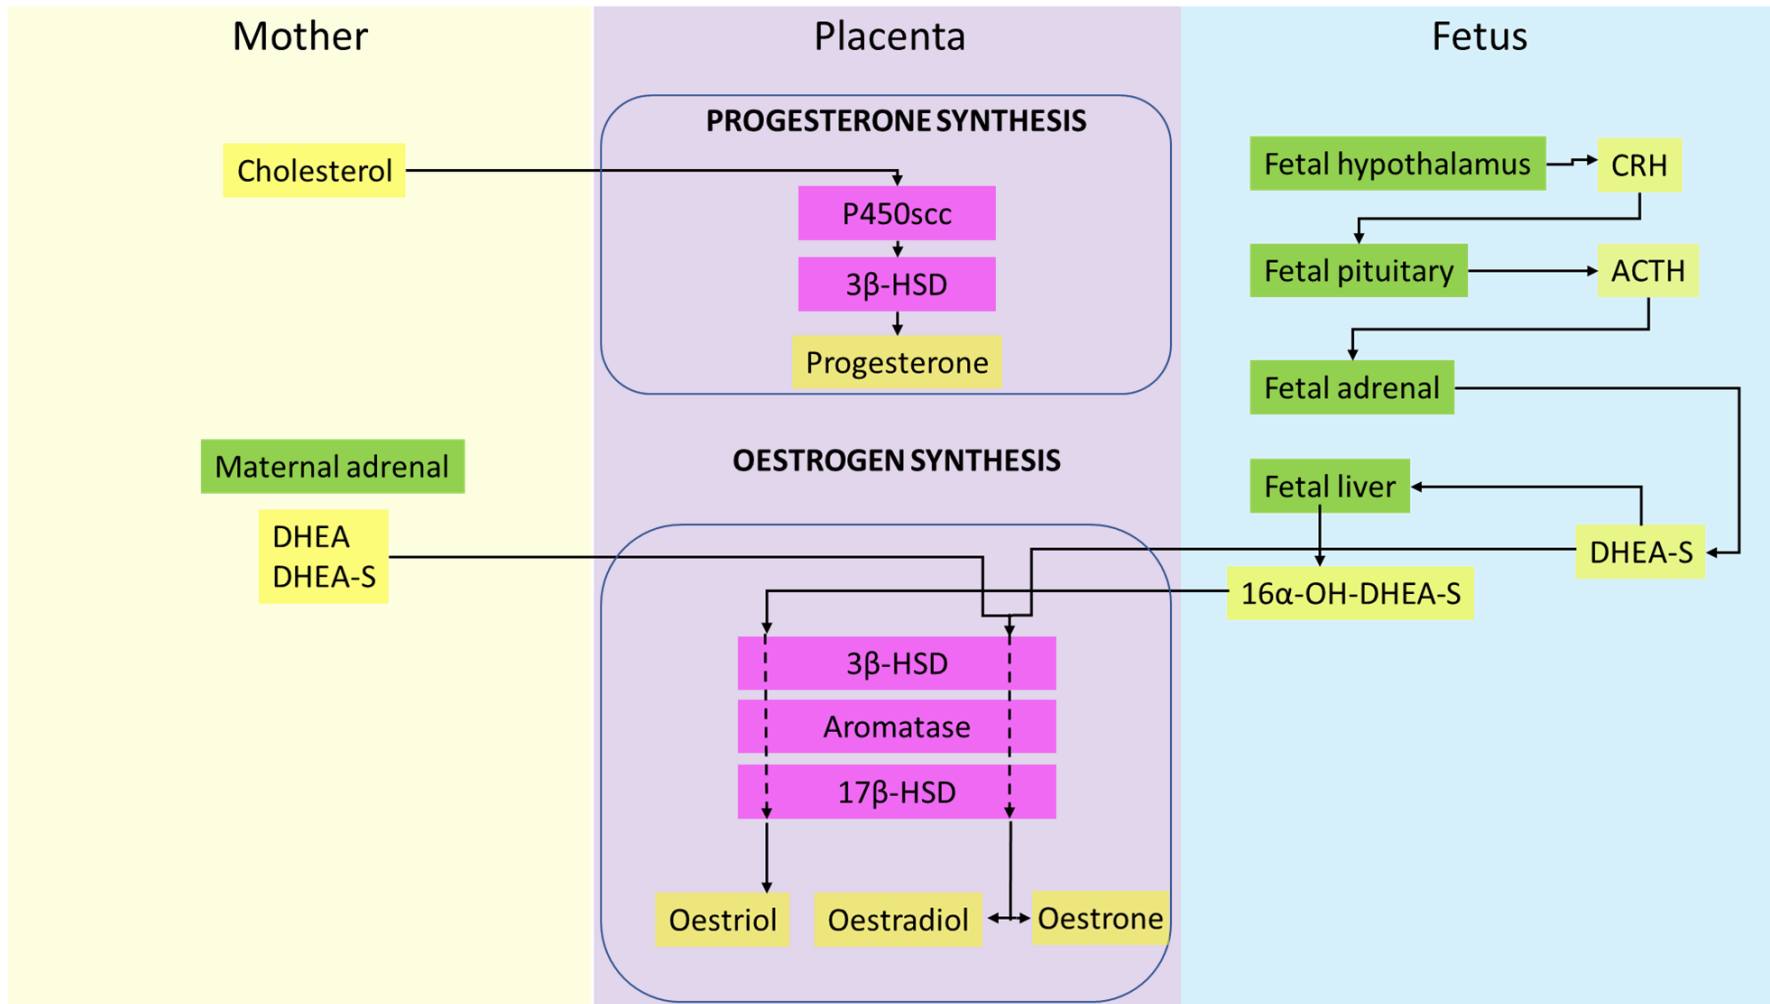 Mother
Placenta
Fetus
PROGESTERONE SYNTHESIS
Cholesterol
P450scc
3β-HSD
Progesterone
Fetal hypothalamus
CRH
Fetal pituitary
ACTH
Fetal adrenal
Maternal adrenal
DHEA
DHEA-S
OESTROGEN SYNTHESIS
Fetal liver
DHEA-S
16α-OH-DHEA-S
3β-HSD
Aromatase
17β-HSD
Oestriol
Oestradiol
Oestrone